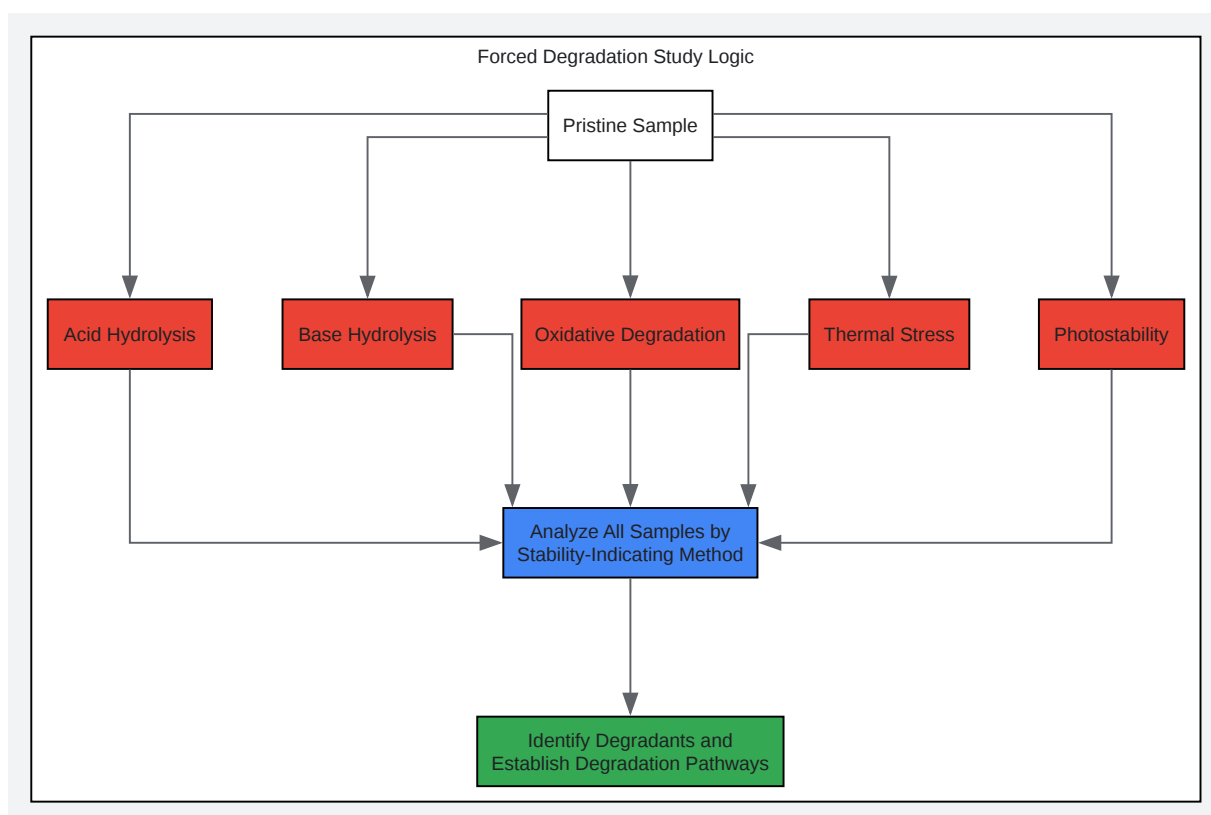 Forced Degradation Study Logic
Pristine Sample
Acid Hydrolysis
Base Hydrolysis
Oxidative Degradation
Thermal Stress
Photostability
Analyze All Samples by
Stability-Indicating Method
Identify Degradants and
Establish Degradation Pathways